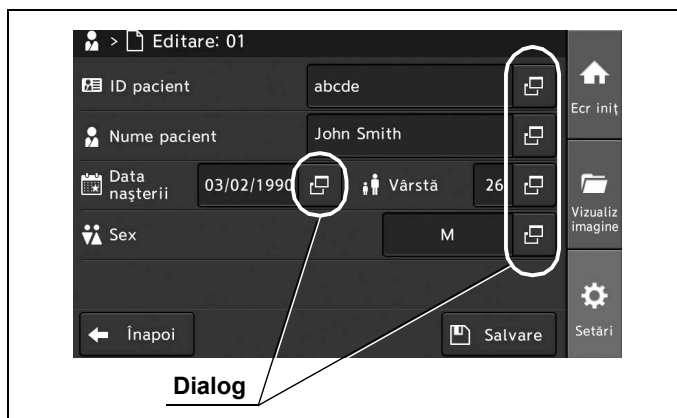 > Editare: 01
ID pacient abcde
Ecr iniț
Nume pacient John Smith
Data
nașterii 03/02/1990 Vârstă 26
Vizualiz
imagine
Sex M
Înapoi Salvare Setări
Dialog